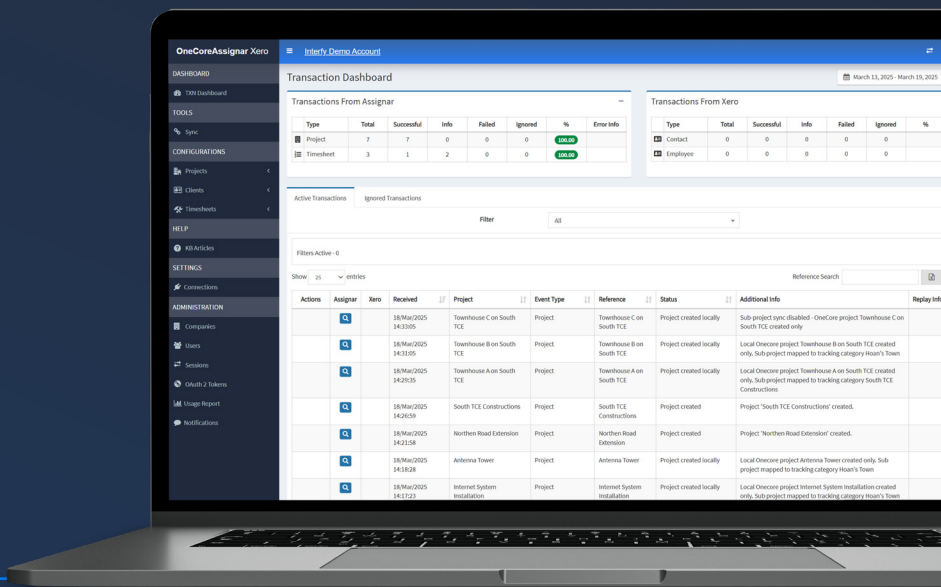 OneCoreAssignar Xero
Interfy Demo Account
DASHBOARD
TXN Dashboard
TOOLS
Sync
CONFIGURATIONS
Projects
Clients
Timesheets
HELP
KB Articles
SETTINGS
Connections
ADMINISTRATION
Companies
Users
Sessions
OAuth 2 Tokens
Usage Report
Notifications
Transaction Dashboard
March 13, 2025 - March 19, 2025
Transactions From Assignar
Type Total Successful Info Failed Ignored % Error Info
Project 7 7 0 0 0 100.00
Timesheet 3 1 2 0 0 100.00
Transactions From Xero
Type Total Successful Info Failed Ignored %
Contact 0 0 0 0 0
Employee 0 0 0 0 0
Active Transactions Ignored Transactions
Filter All
Filters Active - 0
Show 25 entries
Reference Search
Actions Assignar Xero Received Project Event Type Reference Status Additional Info Replay Info
18/Mar/2025 Townhouse C on South Project Townhouse C on Project created locally Sub-project sync disabled - OneCore project Townhouse C on
14:33:05 TCE South TCE South TCE created only
18/Mar/2025 Townhouse B on South Project Townhouse B on Project created locally Local Onecore project Townhouse B on South TCE created
14:31:05 TCE South TCE only, Sub project mapped to tracking category Hoan's Town
18/Mar/2025 Townhouse A on South Project Townhouse A on Project created locally Local Onecore project Townhouse A on South TCE created
14:29:35 TCE South TCE only, Sub project mapped to tracking category South TCE
Constructions
18/Mar/2025 South TCE Constructions Project South TCE Project created Project 'South TCE Constructions' created.
14:26:59 Constructions
18/Mar/2025 Northen Road Extension Project Northen Road Project created Project 'Northen Road Extension' created.
14:21:58 Extension
18/Mar/2025 Antenna Tower Project Antenna Tower Project created locally Local Onecore project Antenna Tower created only. Sub
14:18:28 project mapped to tracking category Hoan's Town
18/Mar/2025 Internet System Project Internet System Project created locally Local Onecore project Internet System Installation created
14:17:23 Installation Installation only. Sub project mapped to tracking category Hoan's Town